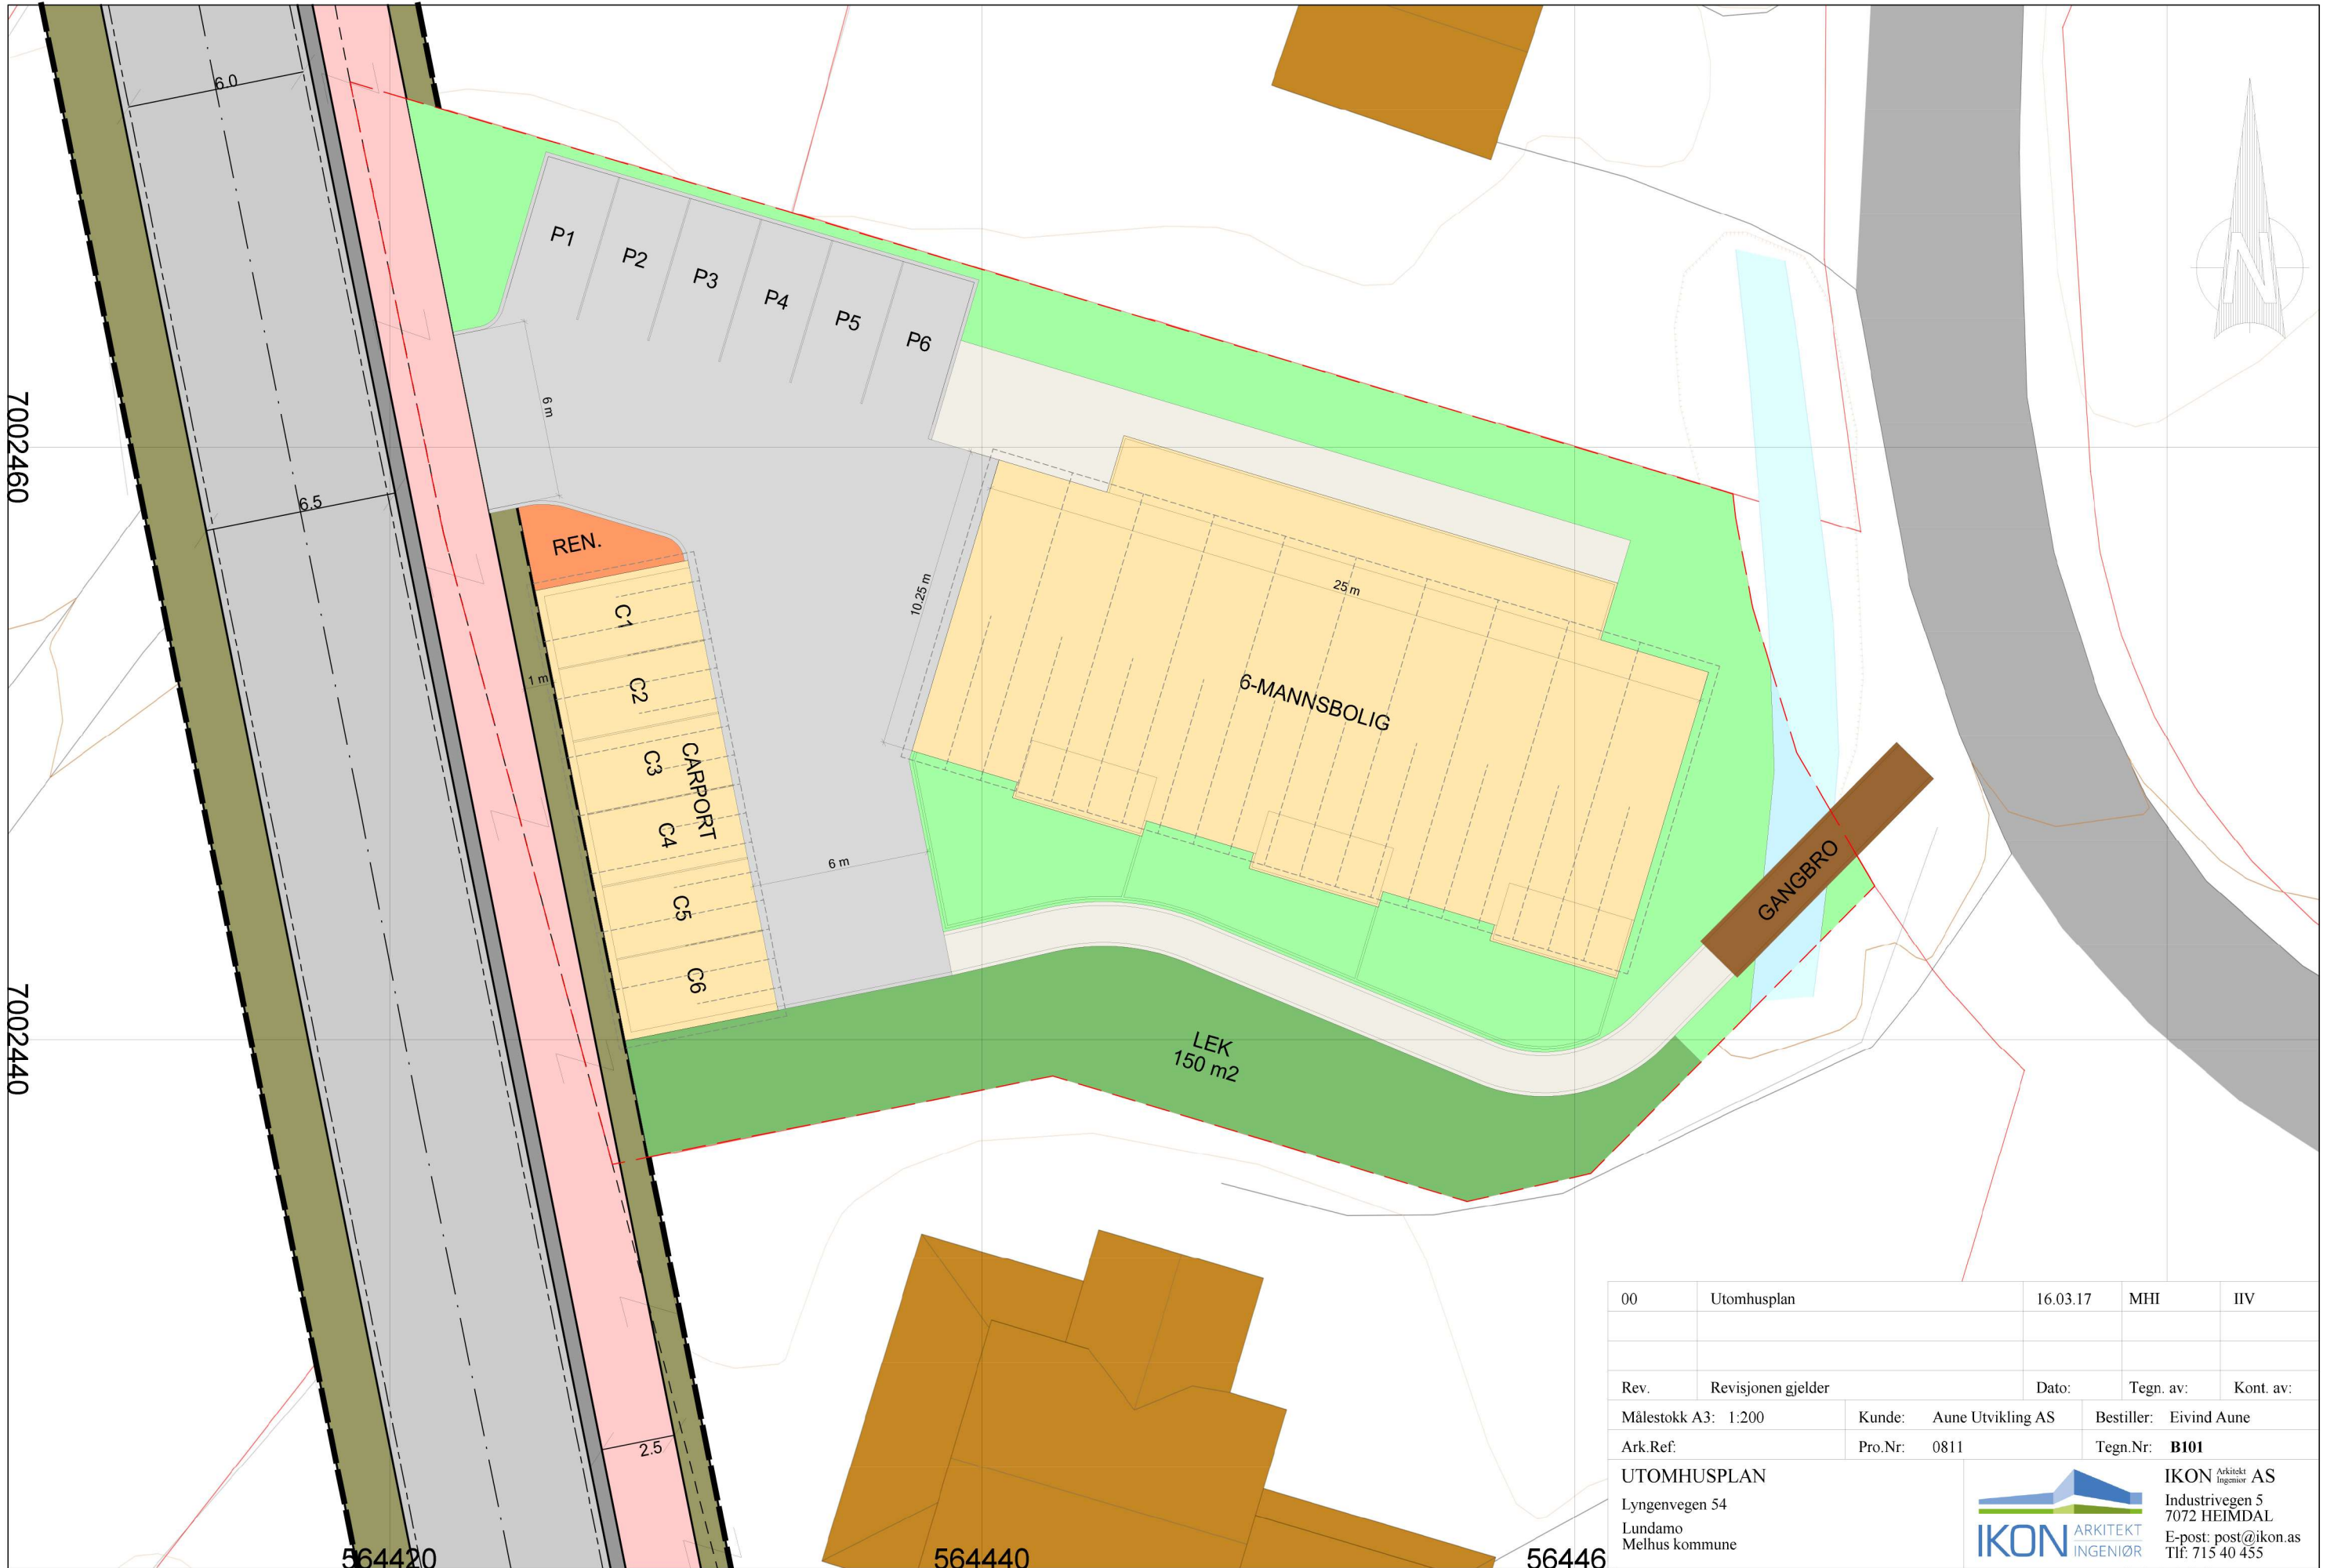 6.0
N
P1
P2
P3
P4
P5
P6
6 m
7002460
6.5
REN.
10.25 m
25 m
C1
1 m
C2
6-MANNSBOLIG
C3
CARPORT
C4
6 m
GANGBRO
C5
C6
7002440
LEK
150 m2
2.5
564420
564440
56446
00 Utomhusplan 16.03.17 MHI IIV
Rev. Revisjonen gjelder Dato: Tegn. av: Kont. av:
Målestokk A3: 1:200 Kunde: Aune Utvikling AS Bestiller: Eivind Aune
Ark.Ref: Pro.Nr: 0811 Tegn.Nr: B101
UTOMHUSPLAN
Lyngenvegen 54
Lundamo
Melhus kommune
IKON ARKITEKT
INGENIØR
IKON Arkitekt Ingeniør AS
Industrivegen 5
7072 HEIMDAL
E-post: post@ikon.as
Tlf: 715 40 455